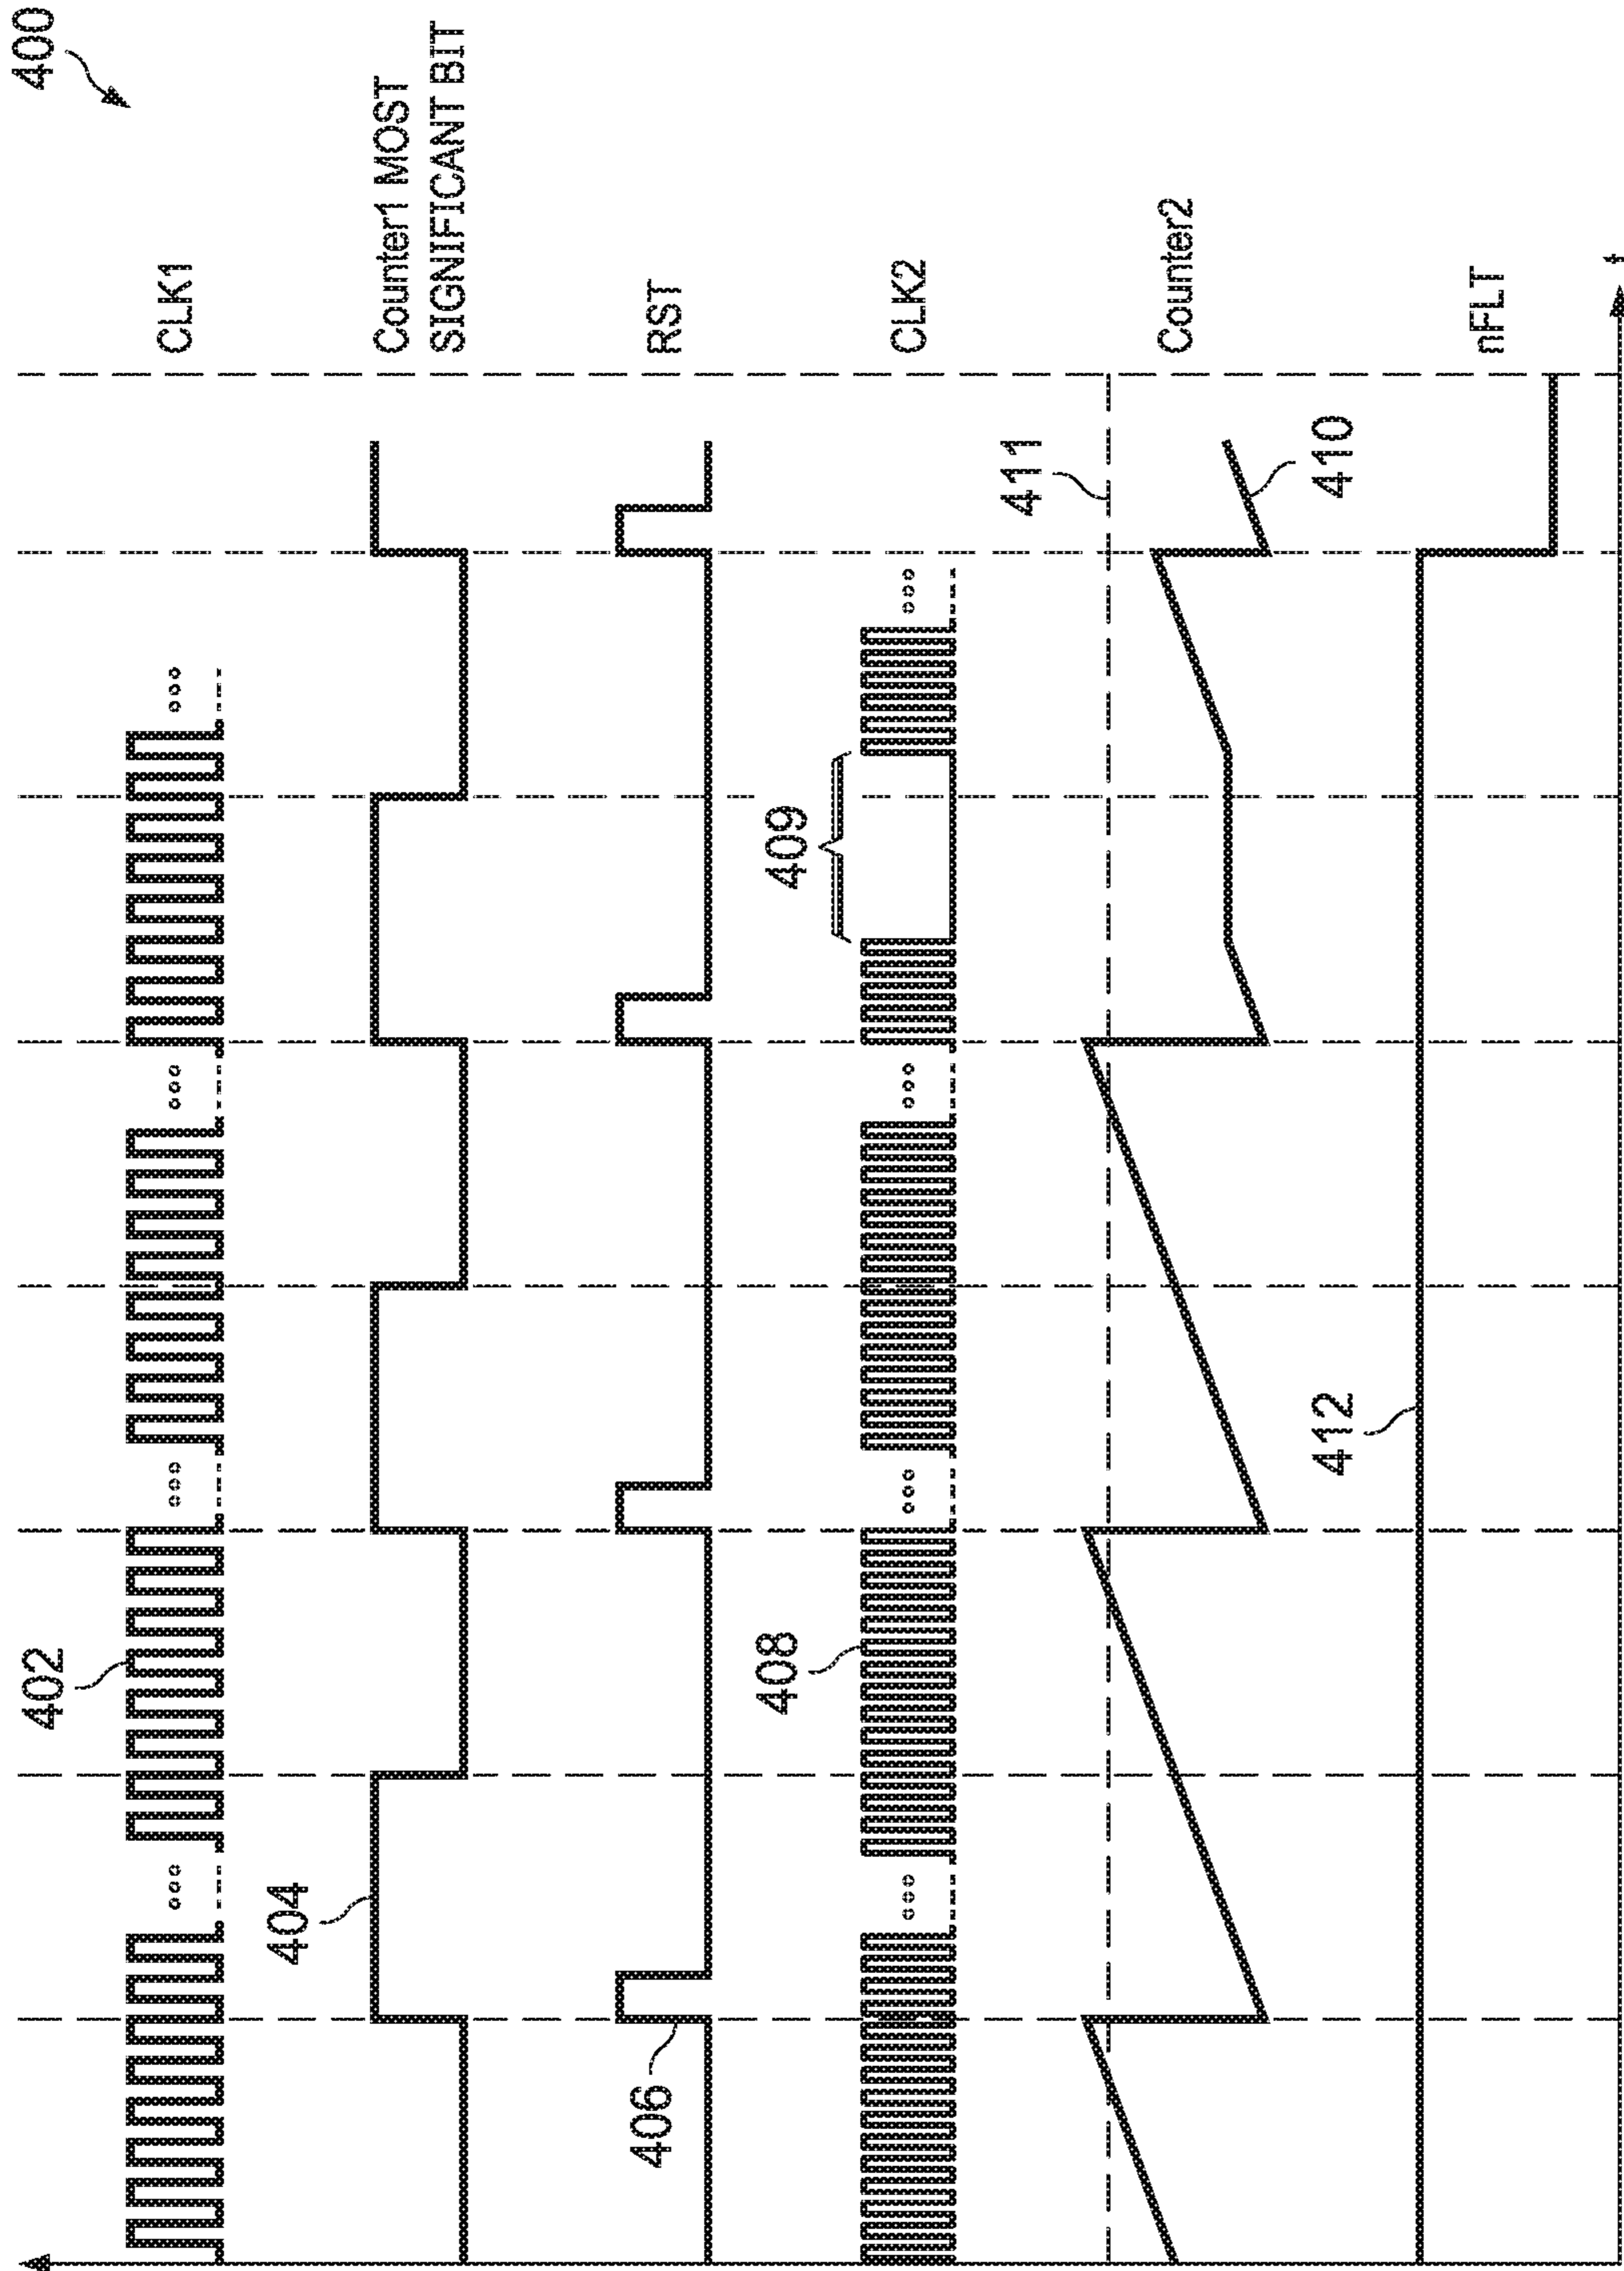 400
402
CLK1
404
Counter1 MOST
SIGNIFICANT BIT
406
RST
408
409
CLK2
411
Counter2
410
412
nFLT
t